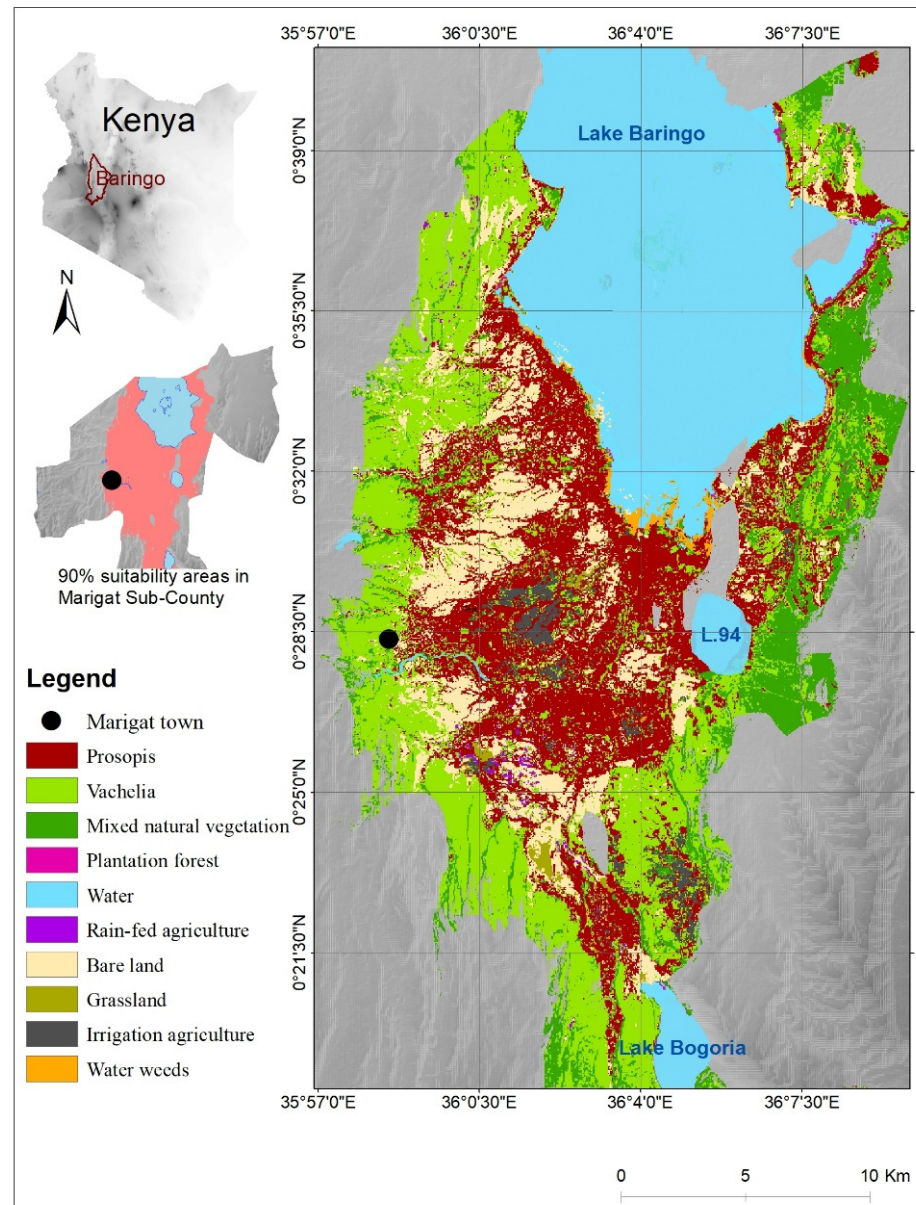 35°57'0"E
36°0'30"E
36°4'0"E
36°7'30"E
Kenya
Baringo
N
90% suitability areas in
Marigat Sub-County
Legend
Marigat town
Prosopis
Vachelia
Mixed natural vegetation
Plantation forest
Water
Rain-fed agriculture
Bare land
Grassland
Irrigation agriculture
Water weeds
0°39'0"N
0°35'30"N
0°32'0"N
0°28'30"N
0°25'0"N
0°21'30"N
Lake Baringo
L.94
Lake Bogoria
35°57'0"E
36°0'30"E
36°4'0"E
36°7'30"E
0
5
10 Km